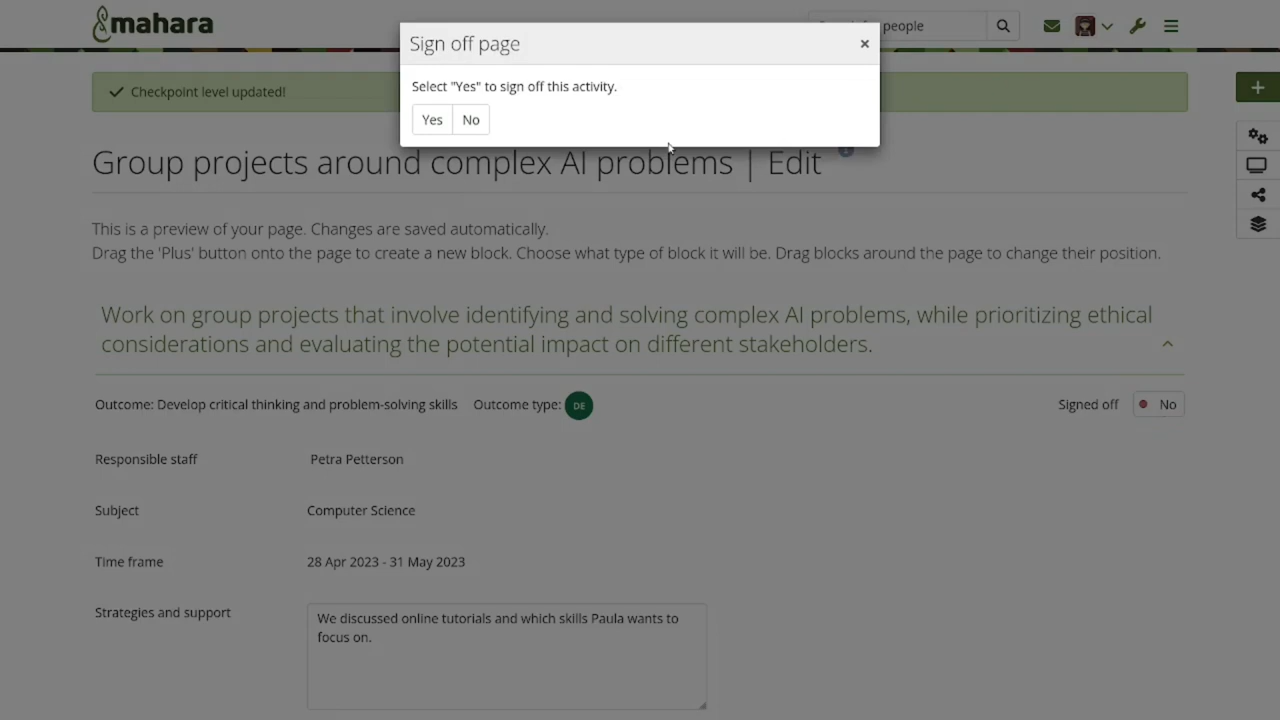 mahara
people
Sign off page
×
Select "Yes" to sign off this activity.
Yes No
Checkpoint level updated!
Group projects around complex AI problems | Edit
This is a preview of your page. Changes are saved automatically.
Drag the 'Plus' button onto the page to create a new block. Choose what type of block it will be. Drag blocks around the page to change their position.
Work on group projects that involve identifying and solving complex AI problems, while prioritizing ethical
considerations and evaluating the potential impact on different stakeholders.
Outcome: Develop critical thinking and problem-solving skills Outcome type: DE Signed off No
Responsible staff Petra Petterson
Subject Computer Science
Time frame 28 Apr 2023 - 31 May 2023
Strategies and support We discussed online tutorials and which skills Paula wants to
focus on.